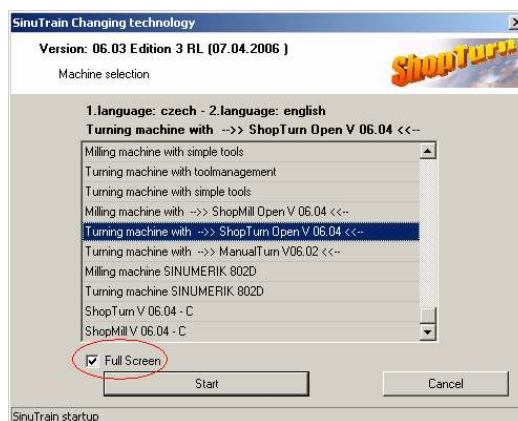 SinuTrain Changing technology
Version: 06.03 Edition 3 RL (07.04.2006 )
Machine selection
ShopTurn
1.language: czech - 2.language: english
Turning machine with -->> ShopTurn Open V 06.04 <<--
Milling machine with simple tools
Turning machine with toolmanagement
Turning machine with simple tools
Milling machine with -->> ShopMill Open V 06.04 <<--
Turning machine with -->> ShopTurn Open V 06.04 <<--
Turning machine with -->> ManualTurn V06.02 <<--
Milling machine SINUMERIK 802D
Turning machine SINUMERIK 802D
ShopTurn V 06.04 - C
ShopMill V 06.04 - C
Full Screen
Start
Cancel
SinuTrain startup